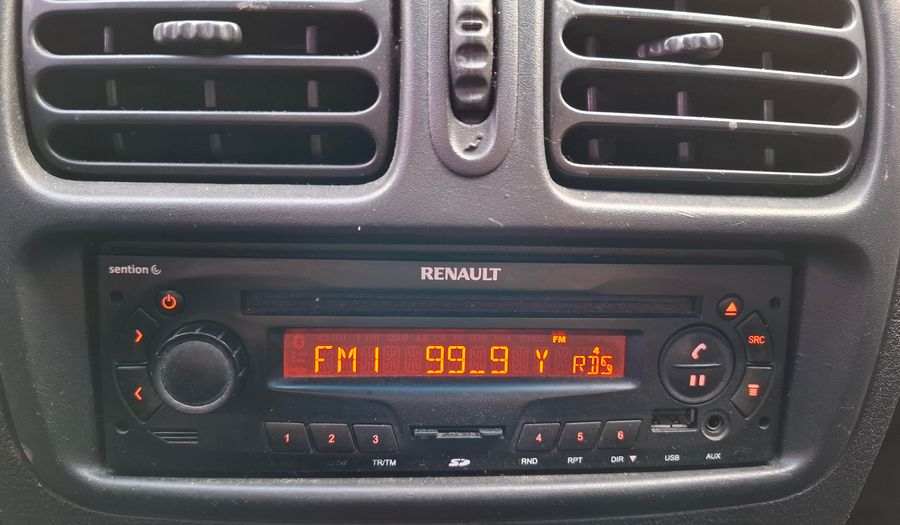 sention
RENAULT
SRC
FM
FM1 99.9 Y
4
RDS
1 2 3 4 5 6
TR/TM
RND RPT DIR ▼ USB AUX